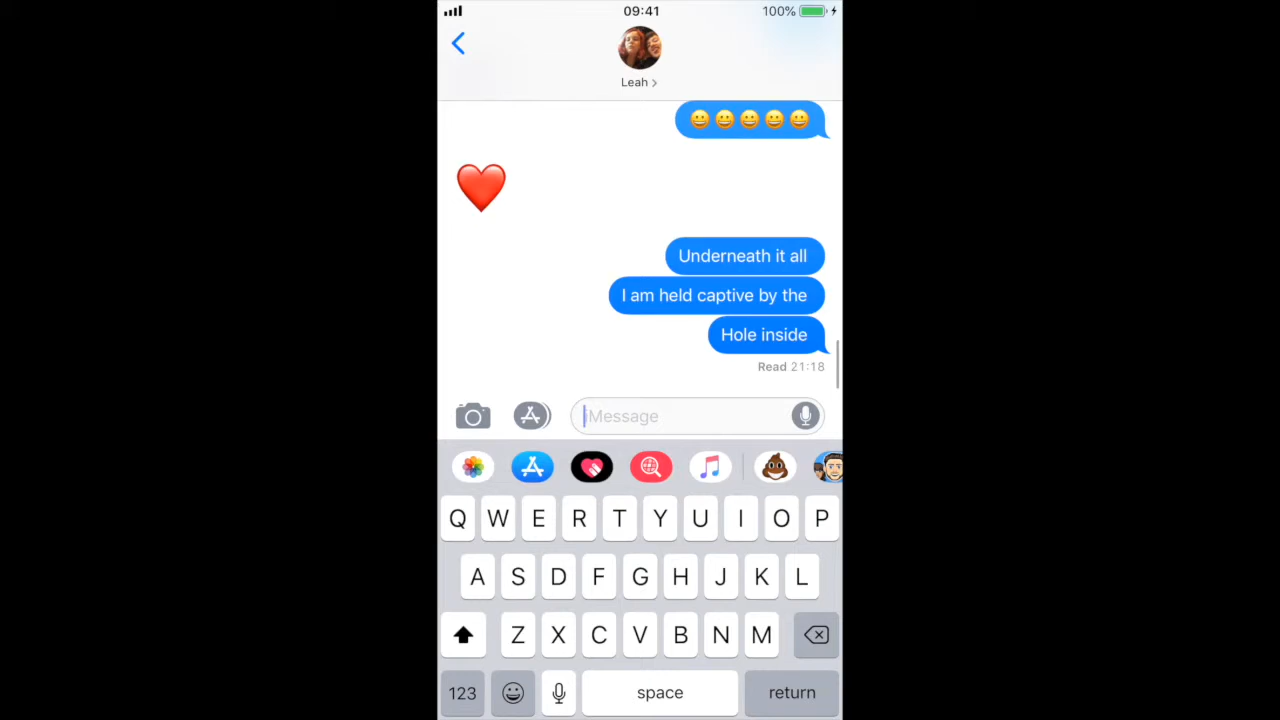 09:41
100%
Leah >
😀😀😀😀😀
❤️
Underneath it all
I am held captive by the
Hole inside
Read 21:18
iMessage
Q W E R T Y U I O P
A S D F G H J K L
Z X C V B N M
123 space return